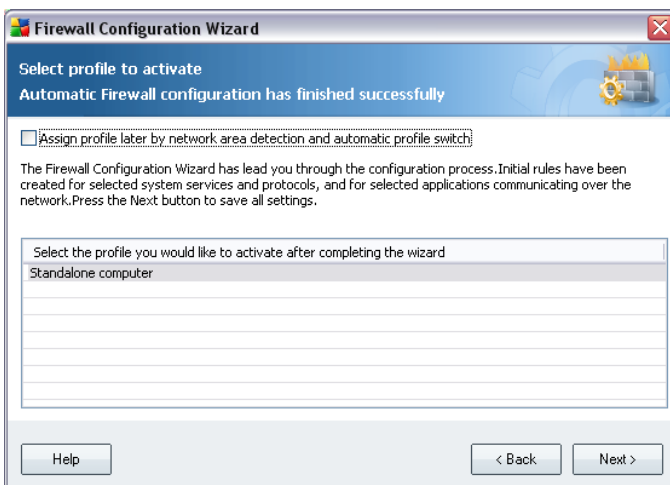 Firewall Configuration Wizard
Select profile to activate
Automatic Firewall configuration has finished successfully
Assign profile later by network area detection and automatic profile switch
The Firewall Configuration Wizard has lead you through the configuration process.Initial rules have been
created for selected system services and protocols, and for selected applications communicating over the
network.Press the Next button to save all settings.
Select the profile you would like to activate after completing the wizard
Standalone computer
Help
< Back
Next >